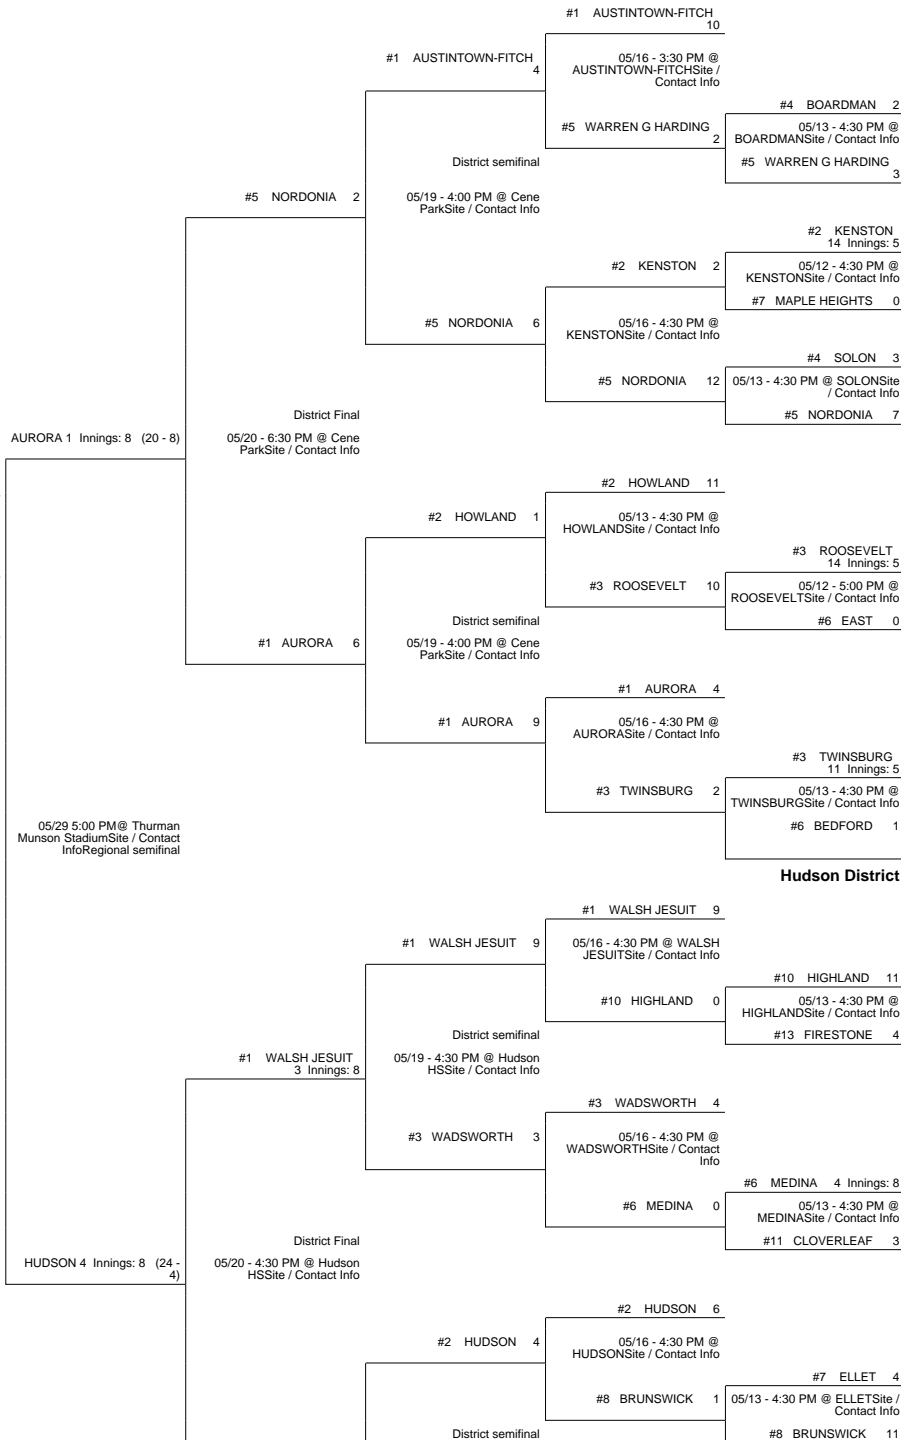 #1 AUSTINTOWN-FITCH
10
#1 AUSTINTOWN-FITCH
4
05/16 - 3:30 PM @
AUSTINTOWN-FITCHSite /
Contact Info
#4 BOARDMAN 2
#5 WARREN G HARDING
2
05/13 - 4:30 PM @
BOARDMANSite / Contact Info
District semifinal
#5 WARREN G HARDING
3
#5 NORDONIA 2
05/19 - 4:00 PM @ Cene
ParkSite / Contact Info
#2 KENSTON
14 Innings: 5
#2 KENSTON 2
05/12 - 4:30 PM @
KENSTONSite / Contact Info
#7 MAPLE HEIGHTS 0
#5 NORDONIA 6
05/16 - 4:30 PM @
KENSTONSite / Contact Info
#4 SOLON 3
#5 NORDONIA 12
05/13 - 4:30 PM @ SOLONSite
/ Contact Info
District Final
#5 NORDONIA 7
AURORA 1 Innings: 8 (20 - 8)
05/20 - 6:30 PM @ Cene
ParkSite / Contact Info
#2 HOWLAND 11
#2 HOWLAND 1
05/13 - 4:30 PM @
HOWLANDSite / Contact Info
#3 ROOSEVELT
14 Innings: 5
#3 ROOSEVELT 10
05/12 - 5:00 PM @
ROOSEVELTSite / Contact Info
District semifinal
#6 EAST 0
#1 AURORA 6
05/19 - 4:00 PM @ Cene
ParkSite / Contact Info
#1 AURORA 4
#1 AURORA 9
05/16 - 4:30 PM @
AURORASite / Contact Info
#3 TWINSBURG
11 Innings: 5
#3 TWINSBURG 2
05/13 - 4:30 PM @
TWINSBURGSite / Contact Info
05/29 5:00 PM@ Thurman
Munson StadiumSite / Contact
InfoRegional semifinal
#6 BEDFORD 1
Hudson District
#1 WALSH JESUIT 9
#1 WALSH JESUIT 9
05/16 - 4:30 PM @ WALSH
JESUITSite / Contact Info
#10 HIGHLAND 11
#10 HIGHLAND 0
05/13 - 4:30 PM @
HIGHLANDSite / Contact Info
District semifinal
#13 FIRESTONE 4
#1 WALSH JESUIT
3 Innings: 8
05/19 - 4:30 PM @ Hudson
HSSite / Contact Info
#3 WADSWORTH 4
#3 WADSWORTH 3
05/16 - 4:30 PM @
WADSWORTHSite / Contact
Info
#6 MEDINA 4 Innings: 8
#6 MEDINA 0
05/13 - 4:30 PM @
MEDINASite / Contact Info
District Final
#11 CLOVERLEAF 3
HUDSON 4 Innings: 8 (24 -
4)
05/20 - 4:30 PM @ Hudson
HSSite / Contact Info
#2 HUDSON 6
#2 HUDSON 4
05/16 - 4:30 PM @
HUDSONSite / Contact Info
#7 ELLET 4
#8 BRUNSWICK 1
05/13 - 4:30 PM @ ELLETSite /
Contact Info
District semifinal
#8 BRUNSWICK 11